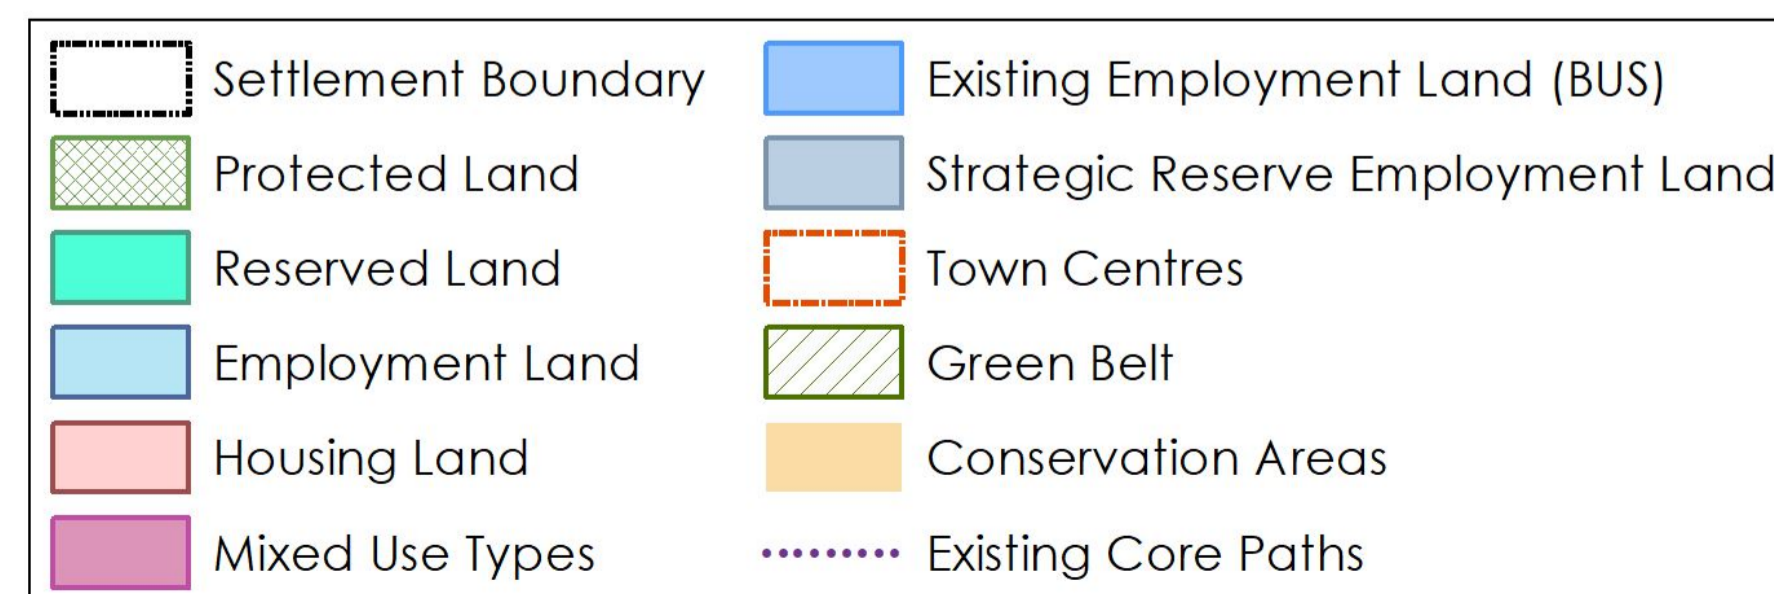 Settlement Boundary
Protected Land
Reserved Land
Employment Land
Housing Land
Mixed Use Types
Existing Employment Land (BUS)
Strategic Reserve Employment Land
Town Centres
Green Belt
Conservation Areas
Existing Core Paths